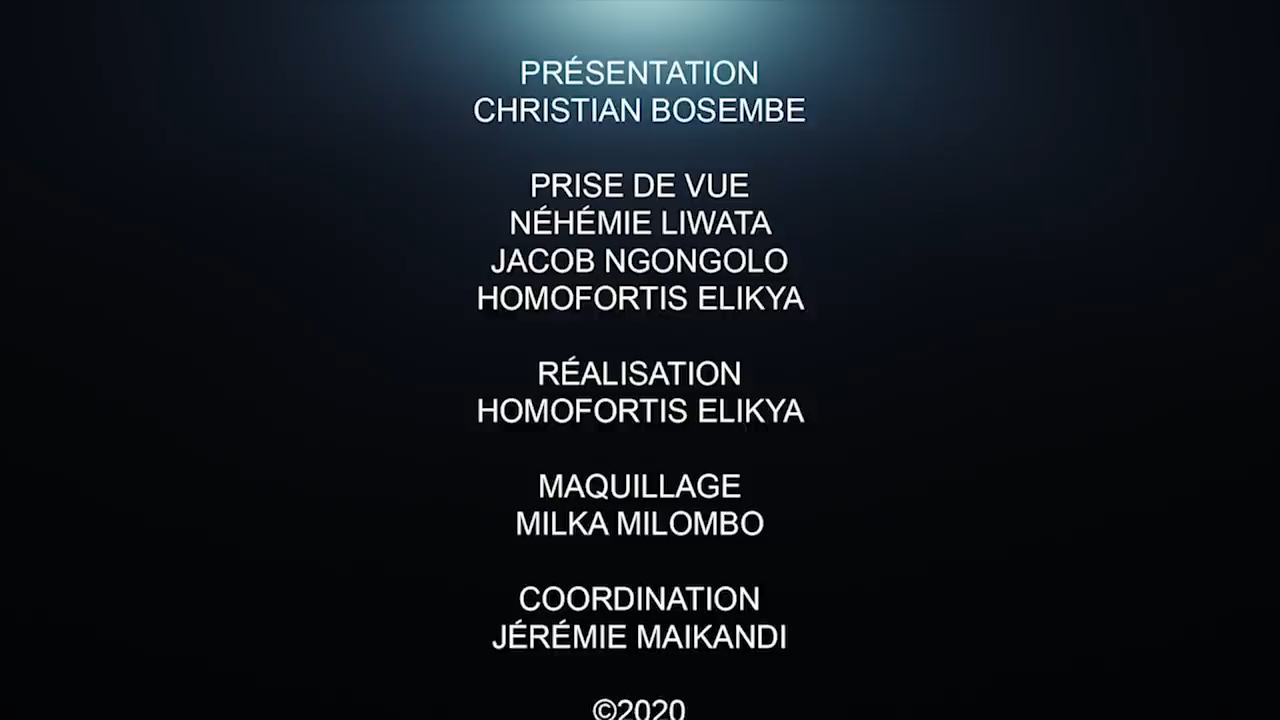 PRÉSENTATION
CHRISTIAN BOSEMBE
PRISE DE VUE
NÉHÉMIE LIWATA
JACOB NGONGOLO
HOMOFORTIS ELIKYA
RÉALISATION
HOMOFORTIS ELIKYA
MAQUILLAGE
MILKA MILOMBO
COORDINATION
JÉRÉMIE MAIKANDI
©2020